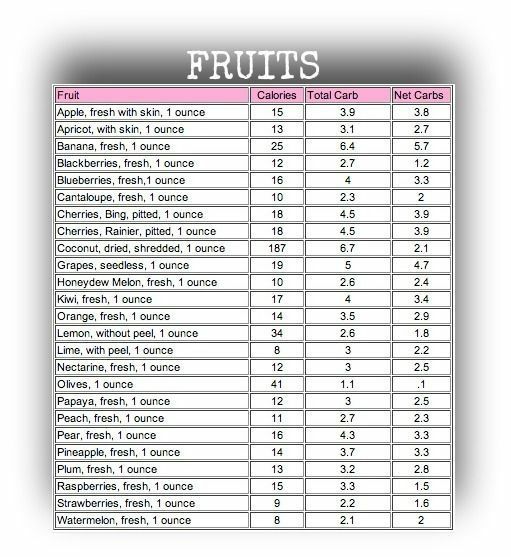 FRUITS
Fruit Calories Total Carb Net Carbs
Apple, fresh with skin, 1 ounce 15 3.9 3.8
Apricot, with skin, 1 ounce 13 3.1 2.7
Banana, fresh, 1 ounce 25 6.4 5.7
Blackberries, fresh, 1 ounce 12 2.7 1.2
Blueberries, fresh,1 ounce 16 4 3.3
Cantaloupe, fresh, 1 ounce 10 2.3 2
Cherries, Bing, pitted, 1 ounce 18 4.5 3.9
Cherries, Rainier, pitted, 1 ounce 18 4.5 3.9
Coconut, dried, shredded, 1 ounce 187 6.7 2.1
Grapes, seedless, 1 ounce 19 5 4.7
Honeydew Melon, fresh, 1 ounce 10 2.6 2.4
Kiwi, fresh, 1 ounce 17 4 3.4
Orange, fresh, 1 ounce 14 3.5 2.9
Lemon, without peel, 1 ounce 34 2.6 1.8
Lime, with peel, 1 ounce 8 3 2.2
Nectarine, fresh, 1 ounce 12 3 2.5
Olives, 1 ounce 41 1.1 .1
Papaya, fresh, 1 ounce 12 3 2.5
Peach, fresh, 1 ounce 11 2.7 2.3
Pear, fresh, 1 ounce 16 4.3 3.3
Pineapple, fresh, 1 ounce 14 3.7 3.3
Plum, fresh, 1 ounce 13 3.2 2.8
Raspberries, fresh, 1 ounce 15 3.3 1.5
Strawberries, fresh, 1 ounce 9 2.2 1.6
Watermelon, fresh, 1 ounce 8 2.1 2